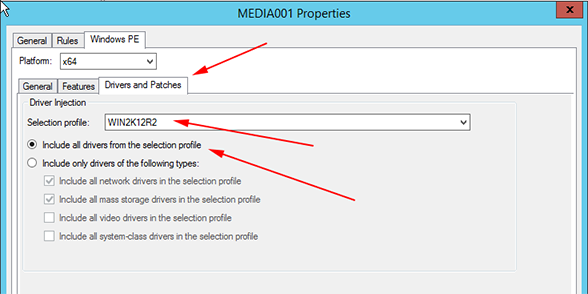 MEDIA001 Properties
x
General Rules Windows PE
Platform: x64
General Features Drivers and Patches
Driver Injection
Selection profile: WIN2K12R2
Include all drivers from the selection profile
Include only drivers of the following types:
Include all network drivers in the selection profile
Include all mass storage drivers in the selection profile
Include all video drivers in the selection profile
Include all system-class drivers in the selection profile